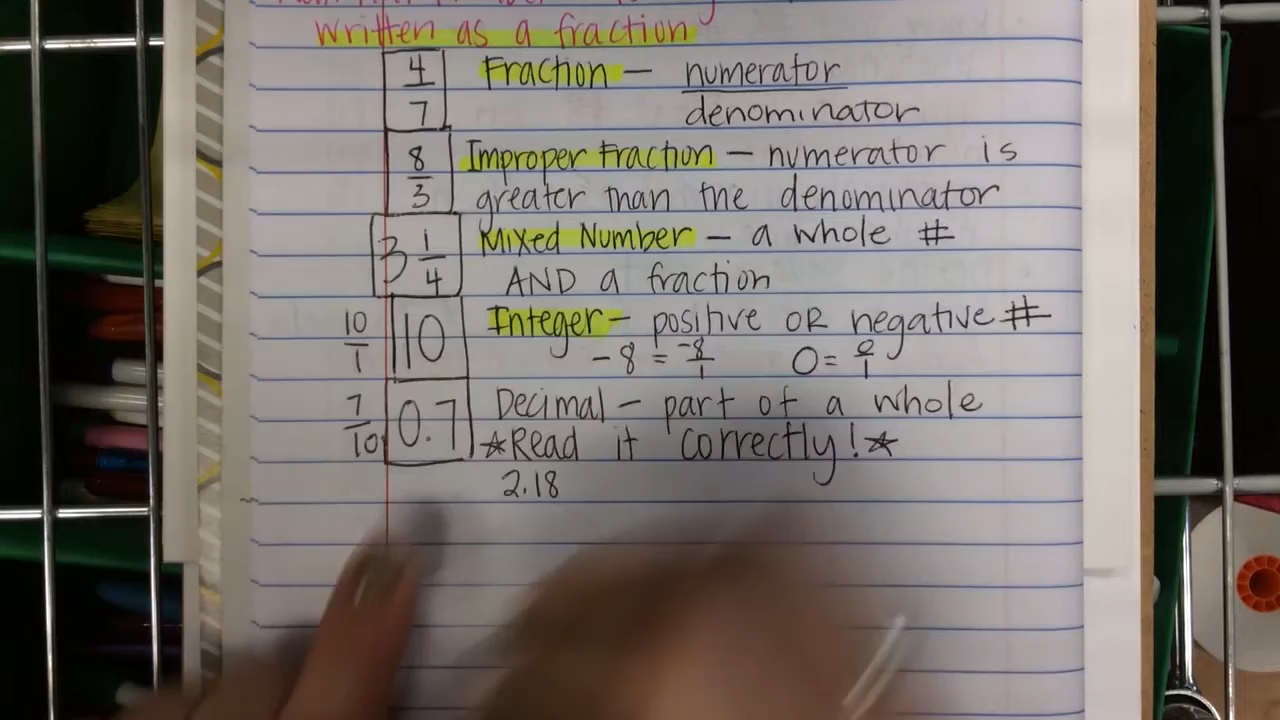 written as a fraction
4/7 Fraction — numerator
denominator
8/3 Improper Fraction — numerator is
greater than the denominator
3 1/4 Mixed Number — a whole #
AND a fraction
10/1 10 Integer — positive OR negative #
-8 = -8/1 0 = 0/1
7/10 0.7 Decimal — part of a whole
☆Read it correctly!☆
2.18